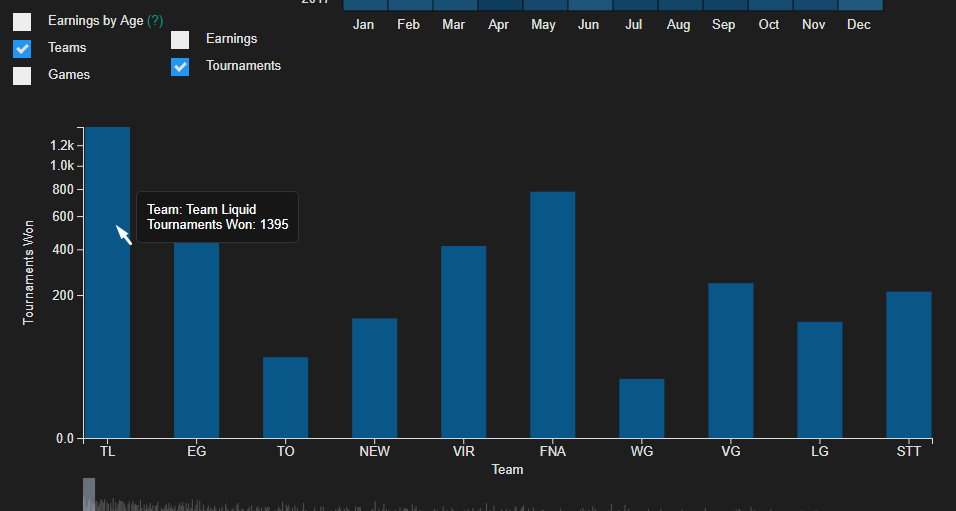 2017
Jan Feb Mar Apr May Jun Jul Aug Sep Oct Nov Dec
Earnings by Age (?)
Teams
Games
Earnings
Tournaments
1.2k
1.0k
800
600
400
200
0.0
Tournaments Won
Team: Team Liquid
Tournaments Won: 1395
TL EG TO NEW VIR FNA WG VG LG STT
Team